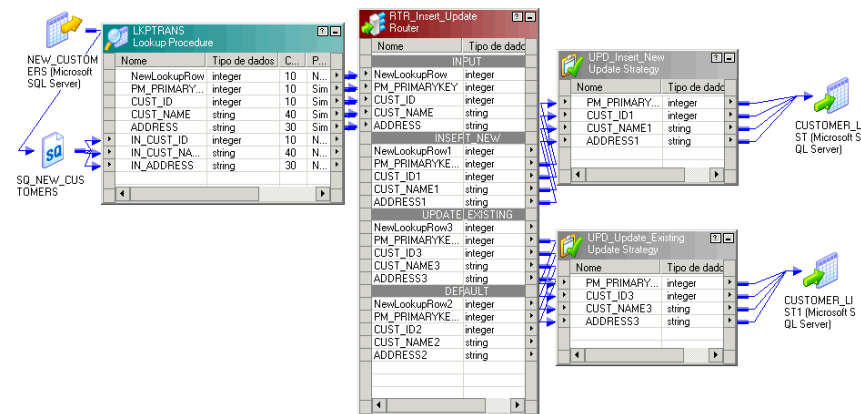 NEW_CUSTOM
ERS (Microsoft
SQL Server)
SQ_NEW_CUS
TOMERS
LKPTRANS
Lookup Procedure
Nome Tipo de dados C... P...
NewLookupRow integer 10 N...
PM_PRIMARY... integer 10 Sim
CUST_ID integer 10 Sim
CUST_NAME string 40 Sim
ADDRESS string 30 Sim
IN_CUST_ID integer 10 N...
IN_CUST_NA... string 40 N...
IN_ADDRESS string 30 N...
RTR_Insert_Update
Router
Nome Tipo de dado
INPUT
NewLookupRow integer
PM_PRIMARYKEY integer
CUST_ID integer
CUST_NAME string
ADDRESS string
INSERT_NEW
NewLookupRow1 integer
PM_PRIMARYKE... integer
CUST_ID1 integer
CUST_NAME1 string
ADDRESS1 string
UPDATE_EXISTING
NewLookupRow3 integer
PM_PRIMARYKE... integer
CUST_ID3 integer
CUST_NAME3 string
ADDRESS3 string
DEFAULT
NewLookupRow2 integer
PM_PRIMARYKE... integer
CUST_ID2 integer
CUST_NAME2 string
ADDRESS2 string
UPD_Insert_New
Update Strategy
Nome Tipo de dado
PM_PRIMARY... integer
CUST_ID1 integer
CUST_NAME1 string
ADDRESS1 string
CUSTOMER_LI
ST (Microsoft S
QL Server)
UPD_Update_Existing
Update Strategy
Nome Tipo de dado
PM_PRIMARY... integer
CUST_ID3 integer
CUST_NAME3 string
ADDRESS3 string
CUSTOMER_LI
ST1 (Microsoft S
QL Server)